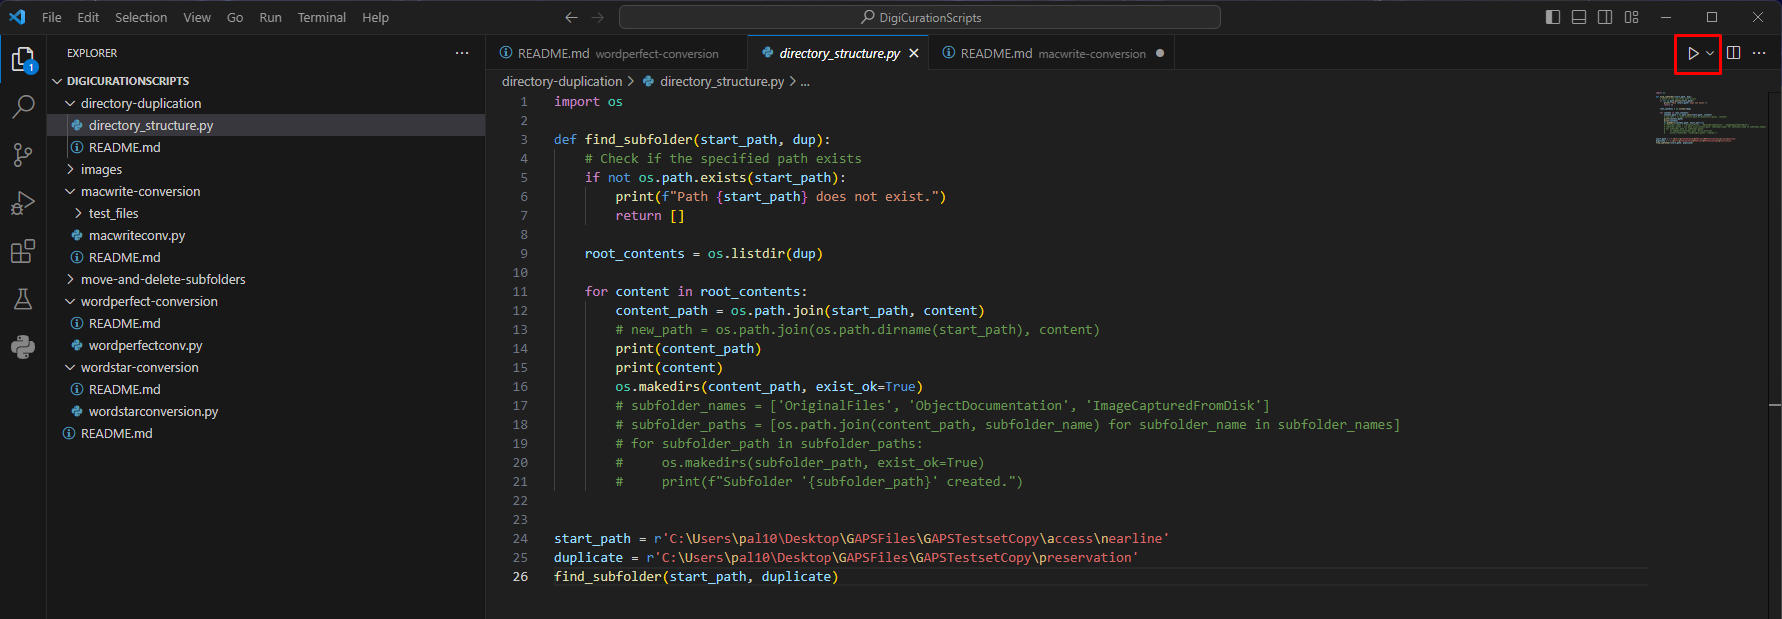 File Edit Selection View Go Run Terminal Help
DigiCurationScripts
EXPLORER
1
DIGICURATIONSCRIPTS
directory-duplication
directory_structure.py
README.md
images
macwrite-conversion
test_files
macwriteconv.py
README.md
move-and-delete-subfolders
wordperfect-conversion
README.md
wordperfectconv.py
wordstar-conversion
README.md
wordstarconversion.py
README.md
README.md wordperfect-conversion
directory_structure.py
README.md macwrite-conversion
directory-duplication > directory_structure.py > ...
1 import os
2
3 def find_subfolder(start_path, dup):
4 # Check if the specified path exists
5 if not os.path.exists(start_path):
6 print(f"Path {start_path} does not exist.")
7 return []
8
9 root_contents = os.listdir(dup)
10
11 for content in root_contents:
12 content_path = os.path.join(start_path, content)
13 # new_path = os.path.join(os.path.dirname(start_path), content)
14 print(content_path)
15 print(content)
16 os.makedirs(content_path, exist_ok=True)
17 # subfolder_names = ['OriginalFiles', 'ObjectDocumentation', 'ImageCapturedFromDisk']
18 # subfolder_paths = [os.path.join(content_path, subfolder_name) for subfolder_name in subfolder_names]
19 # for subfolder_path in subfolder_paths:
20 #     os.makedirs(subfolder_path, exist_ok=True)
21 #     print(f"Subfolder '{subfolder_path}' created.")
22
23
24 start_path = r'C:\Users\pal10\Desktop\GAPSFiles\GAPSTestsetCopy\access\nearline'
25 duplicate = r'C:\Users\pal10\Desktop\GAPSFiles\GAPSTestsetCopy\preservation'
26 find_subfolder(start_path, duplicate)